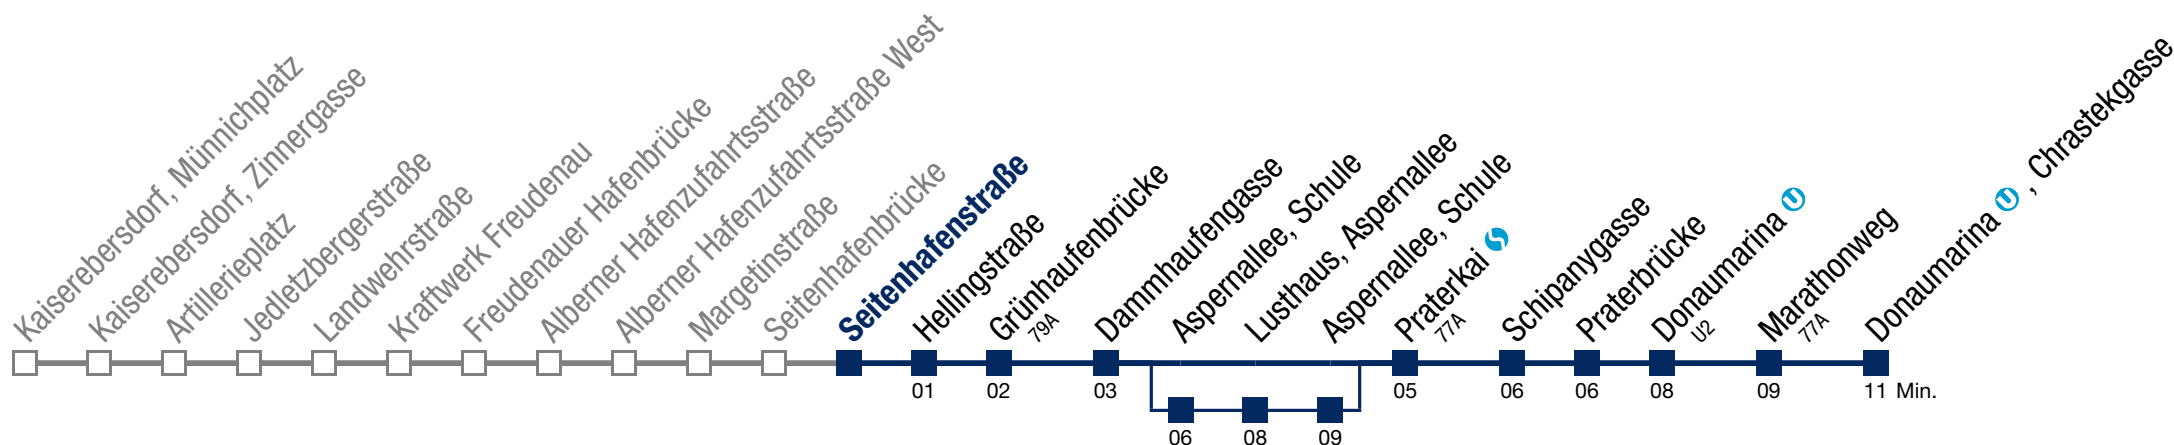 Kaiserebersdorf, Münnichplatz
Kaiserebersdorf, Zinnergasse
Artillerieplatz
Jedletzbergerstraße
Landwehrstraße
Kraftwerk Freudenau
Freudenauer Hafenbrücke
Alberner Hafenzufahrtsstraße
Alberner Hafenzufahrtsstraße West
Margetinstraße
Seitenhafenbrücke
Seitenhafenstraße
Hellingstraße
Grünhaufenbrücke
79A
Dammhaufengasse
Aspernallee, Schule
Lusthaus, Aspernallee
Aspernallee, Schule
Praterkai
77A
Schipanygasse
Praterbrücke
Donaumarina U
U2
Marathonweg
77A
Donaumarina U, Chrastekgasse
01
02
03
05
06
06
08
09
11 Min.
06
08
09